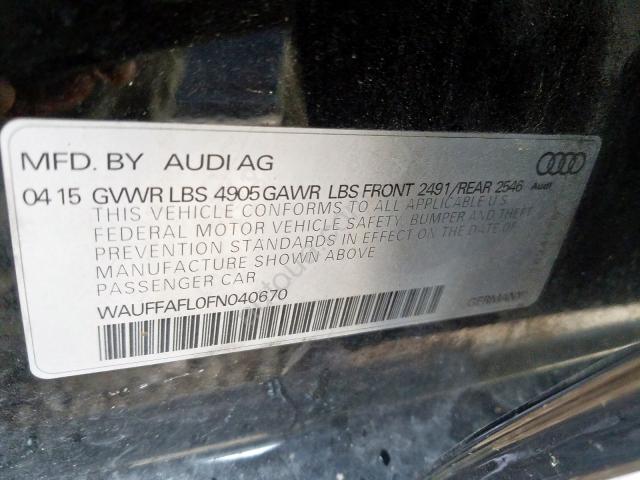 MFD. BY AUDI AG
04 15 GVWR LBS 4905 GAWR LBS FRONT 2491/REAR 2546
Audi
THIS VEHICLE CONFORMS TO ALL APPLICABLE U.S.
FEDERAL MOTOR VEHICLE SAFETY, BUMPER AND THEFT
PREVENTION STANDARDS IN EFFECT ON THE DATE OF
MANUFACTURE SHOWN ABOVE
PASSENGER CAR
WAUFFAFL0FN040670
GERMANY